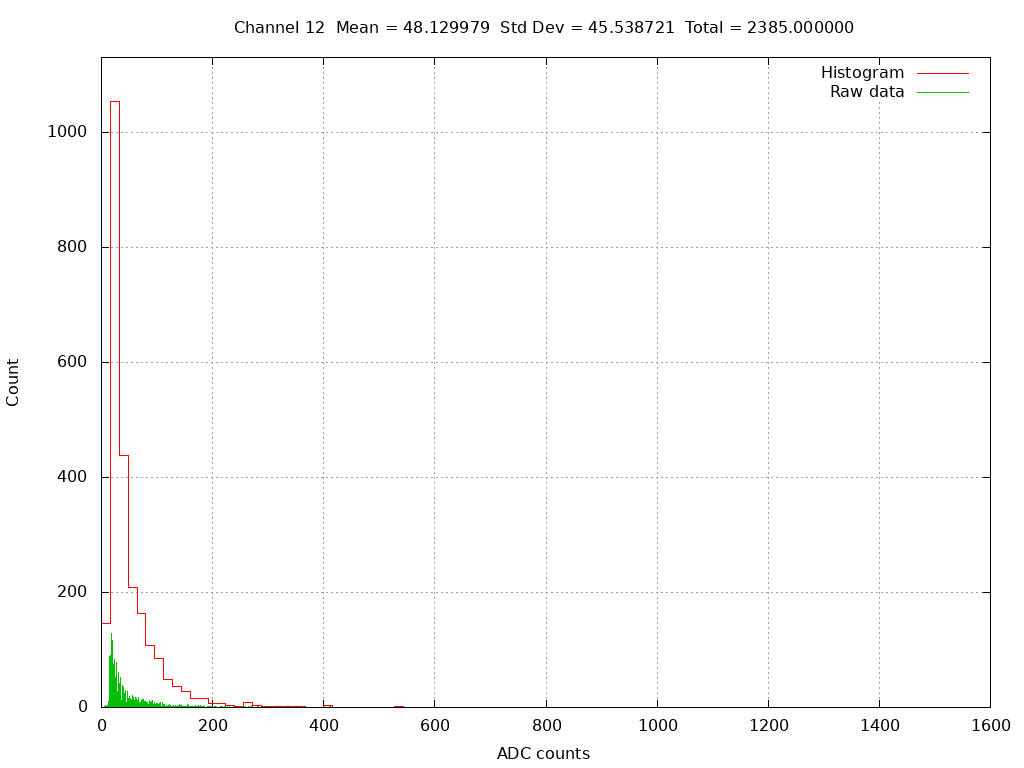 Channel 12  Mean = 48.129979  Std Dev = 45.538721  Total = 2385.000000
Histogram
Raw data
1000
800
600
400
200
0
Count
0 200 400 600 800 1000 1200 1400 1600
ADC counts